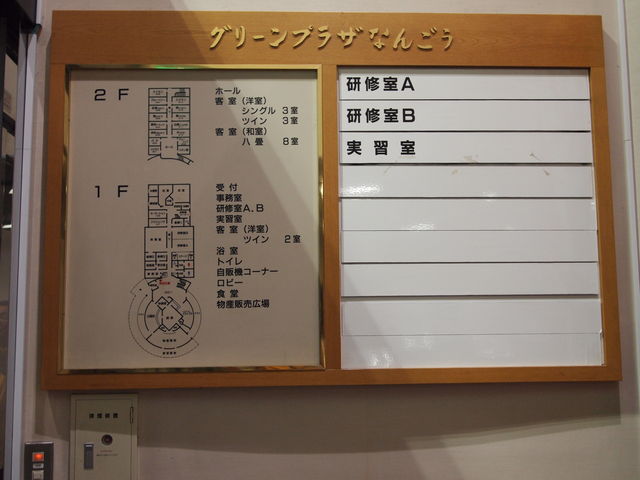 グリーンプラザなんごう
2F
ホール
客室（洋室）
シングル 3室
ツイン 3室
客室（和室）
八畳 8室
1F
受付
事務室
研修室A.B
実習室
客室（洋室）
ツイン 2室
浴室
トイレ
自販機コーナー
ロビー
食堂
物産販売広場
研修室A
研修室B
実習室